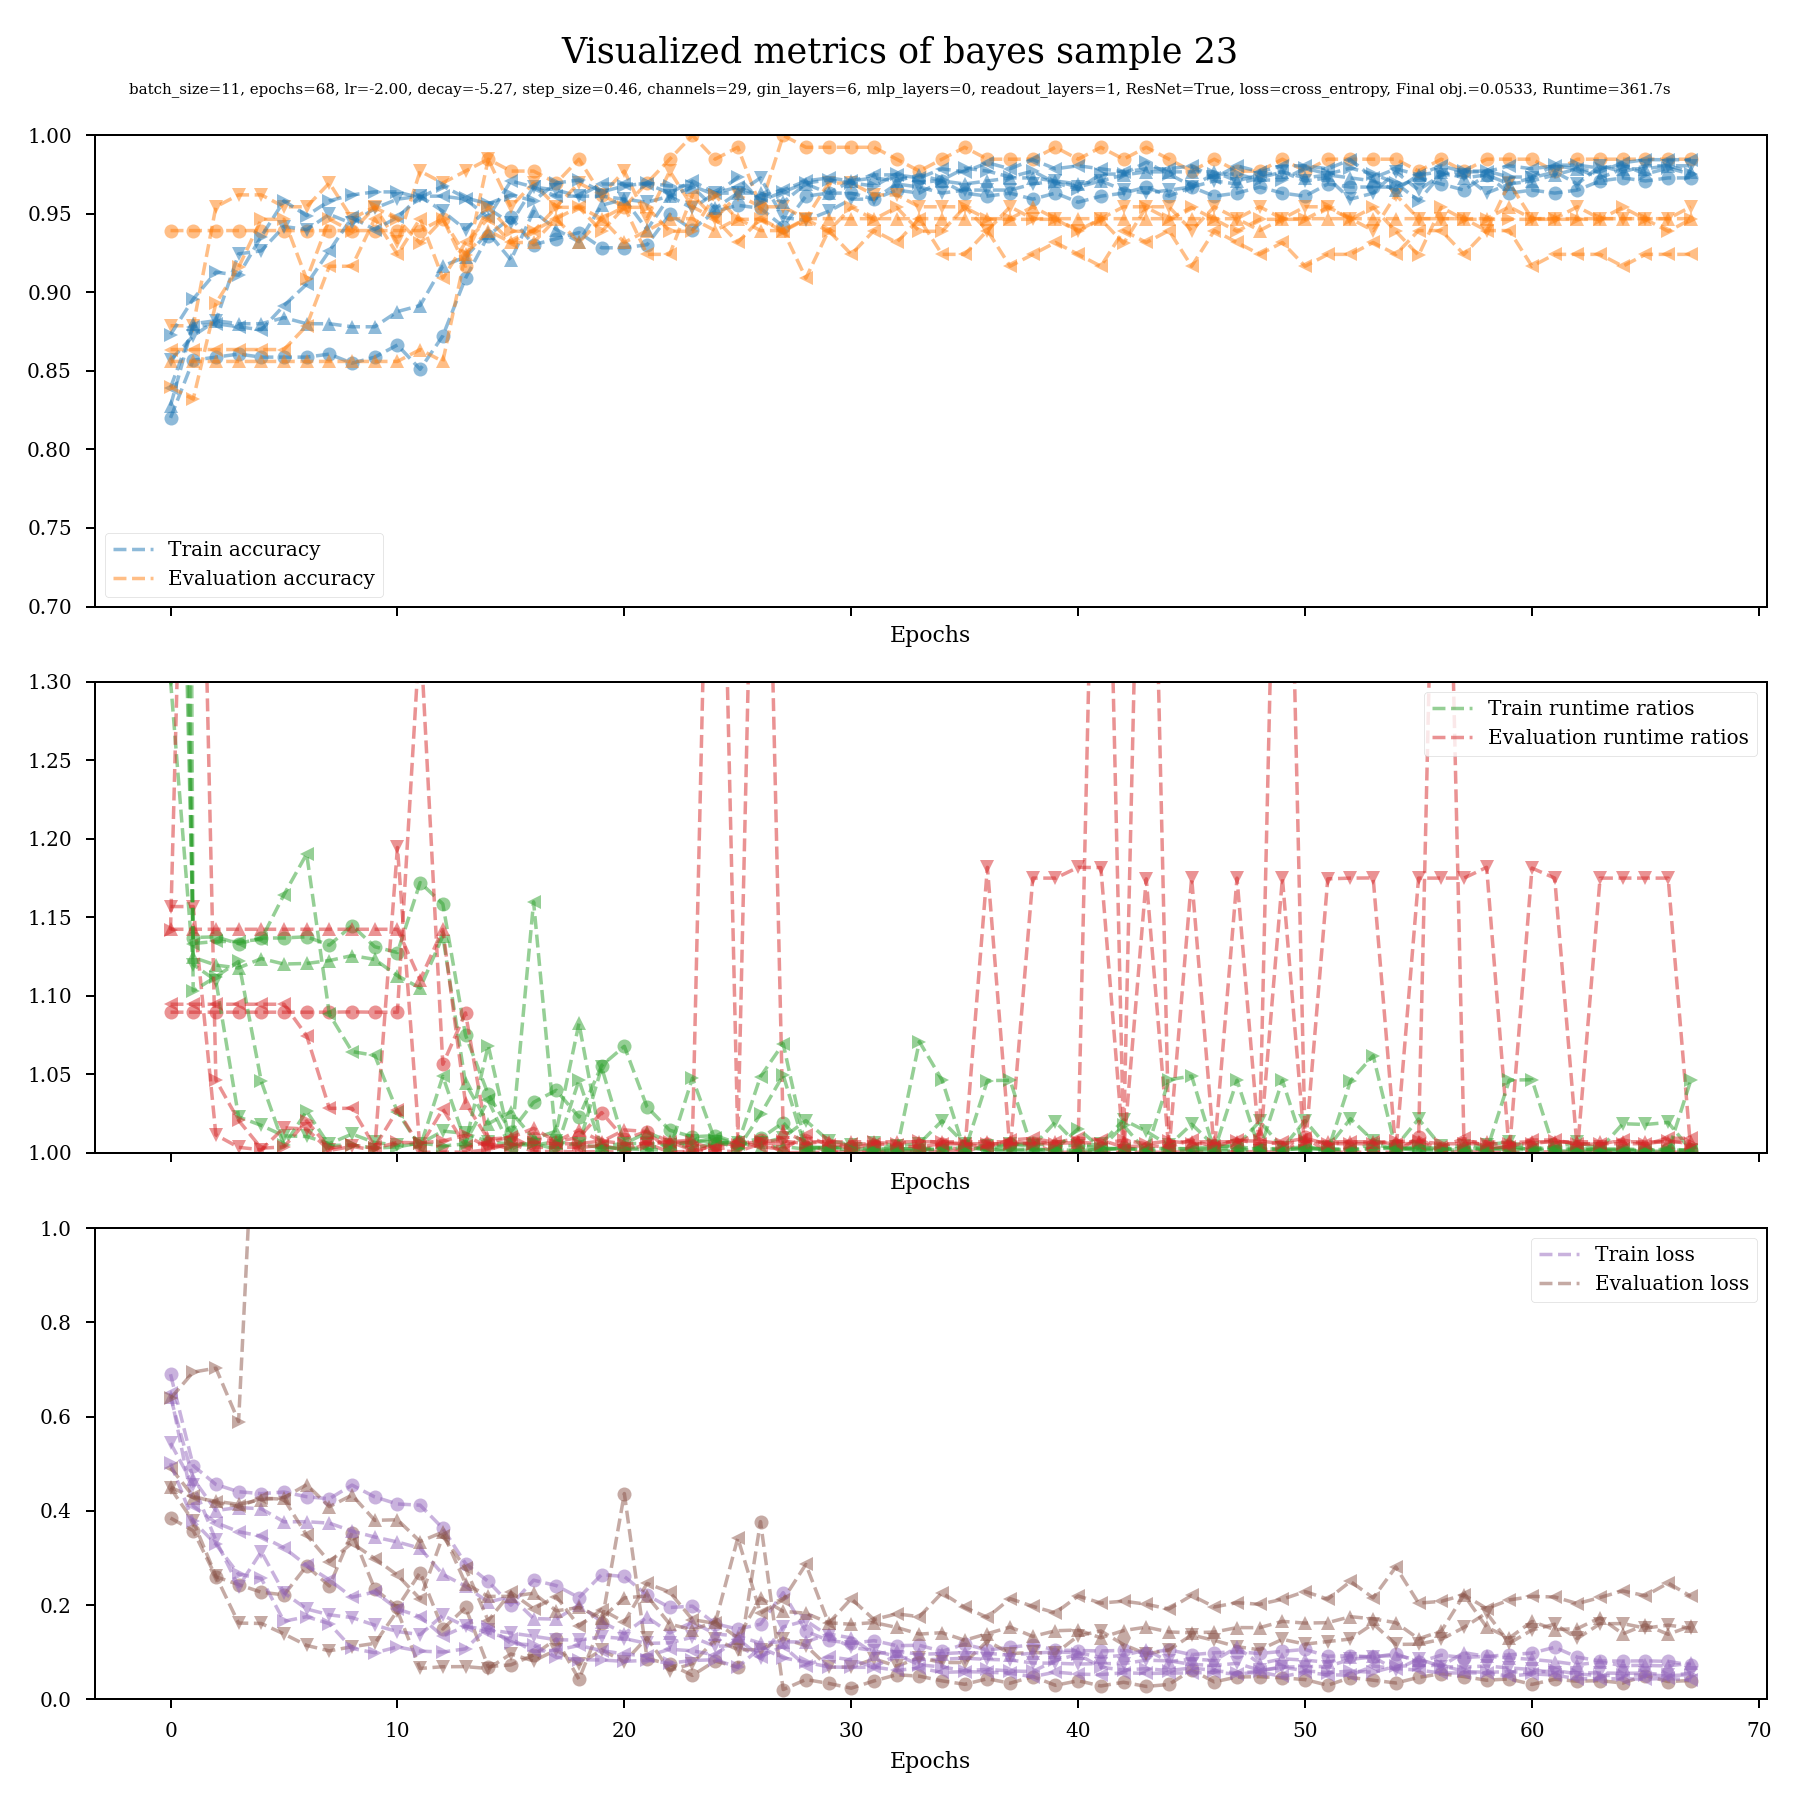 Visualized metrics of bayes sample 23
batch_size=11, epochs=68, lr=-2.00, decay=-5.27, step_size=0.46, channels=29, gin_layers=6, mlp_layers=0, readout_layers=1, ResNet=True, loss=cross_entropy, Final obj.=0.0533, Runtime=361.7s
1.00
0.95
0.90
0.85
0.80
0.75
0.70
Train accuracy
Evaluation accuracy
Epochs
1.30
1.25
1.20
1.15
1.10
1.05
1.00
Train runtime ratios
Evaluation runtime ratios
Epochs
1.0
0.8
0.6
0.4
0.2
0.0
Train loss
Evaluation loss
0 10 20 30 40 50 60 70
Epochs